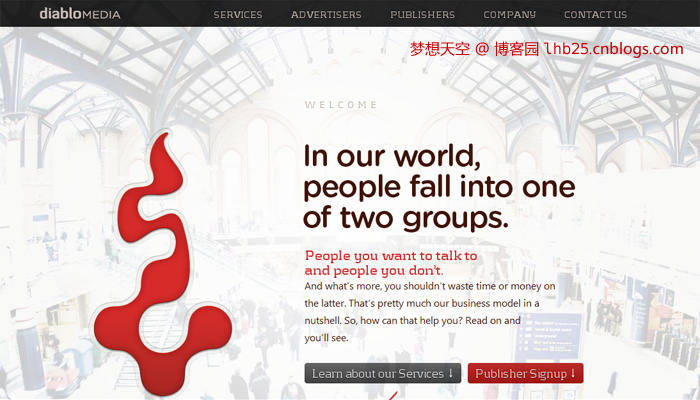 diabloMEDIA SERVICES ADVERTISERS PUBLISHERS COMPANY CONTACT US
梦想天空 @ 博客园 lhb25.cnblogs.com
WELCOME
In our world,
people fall into one
of two groups.
People you want to talk to
and people you don't.
And what's more, you shouldn't waste time or money on
the latter. That's pretty much our business model in a
nutshell. So, how can that help you? Read on and
you'll see.
Learn about our Services ↓ Publisher Signup ↓